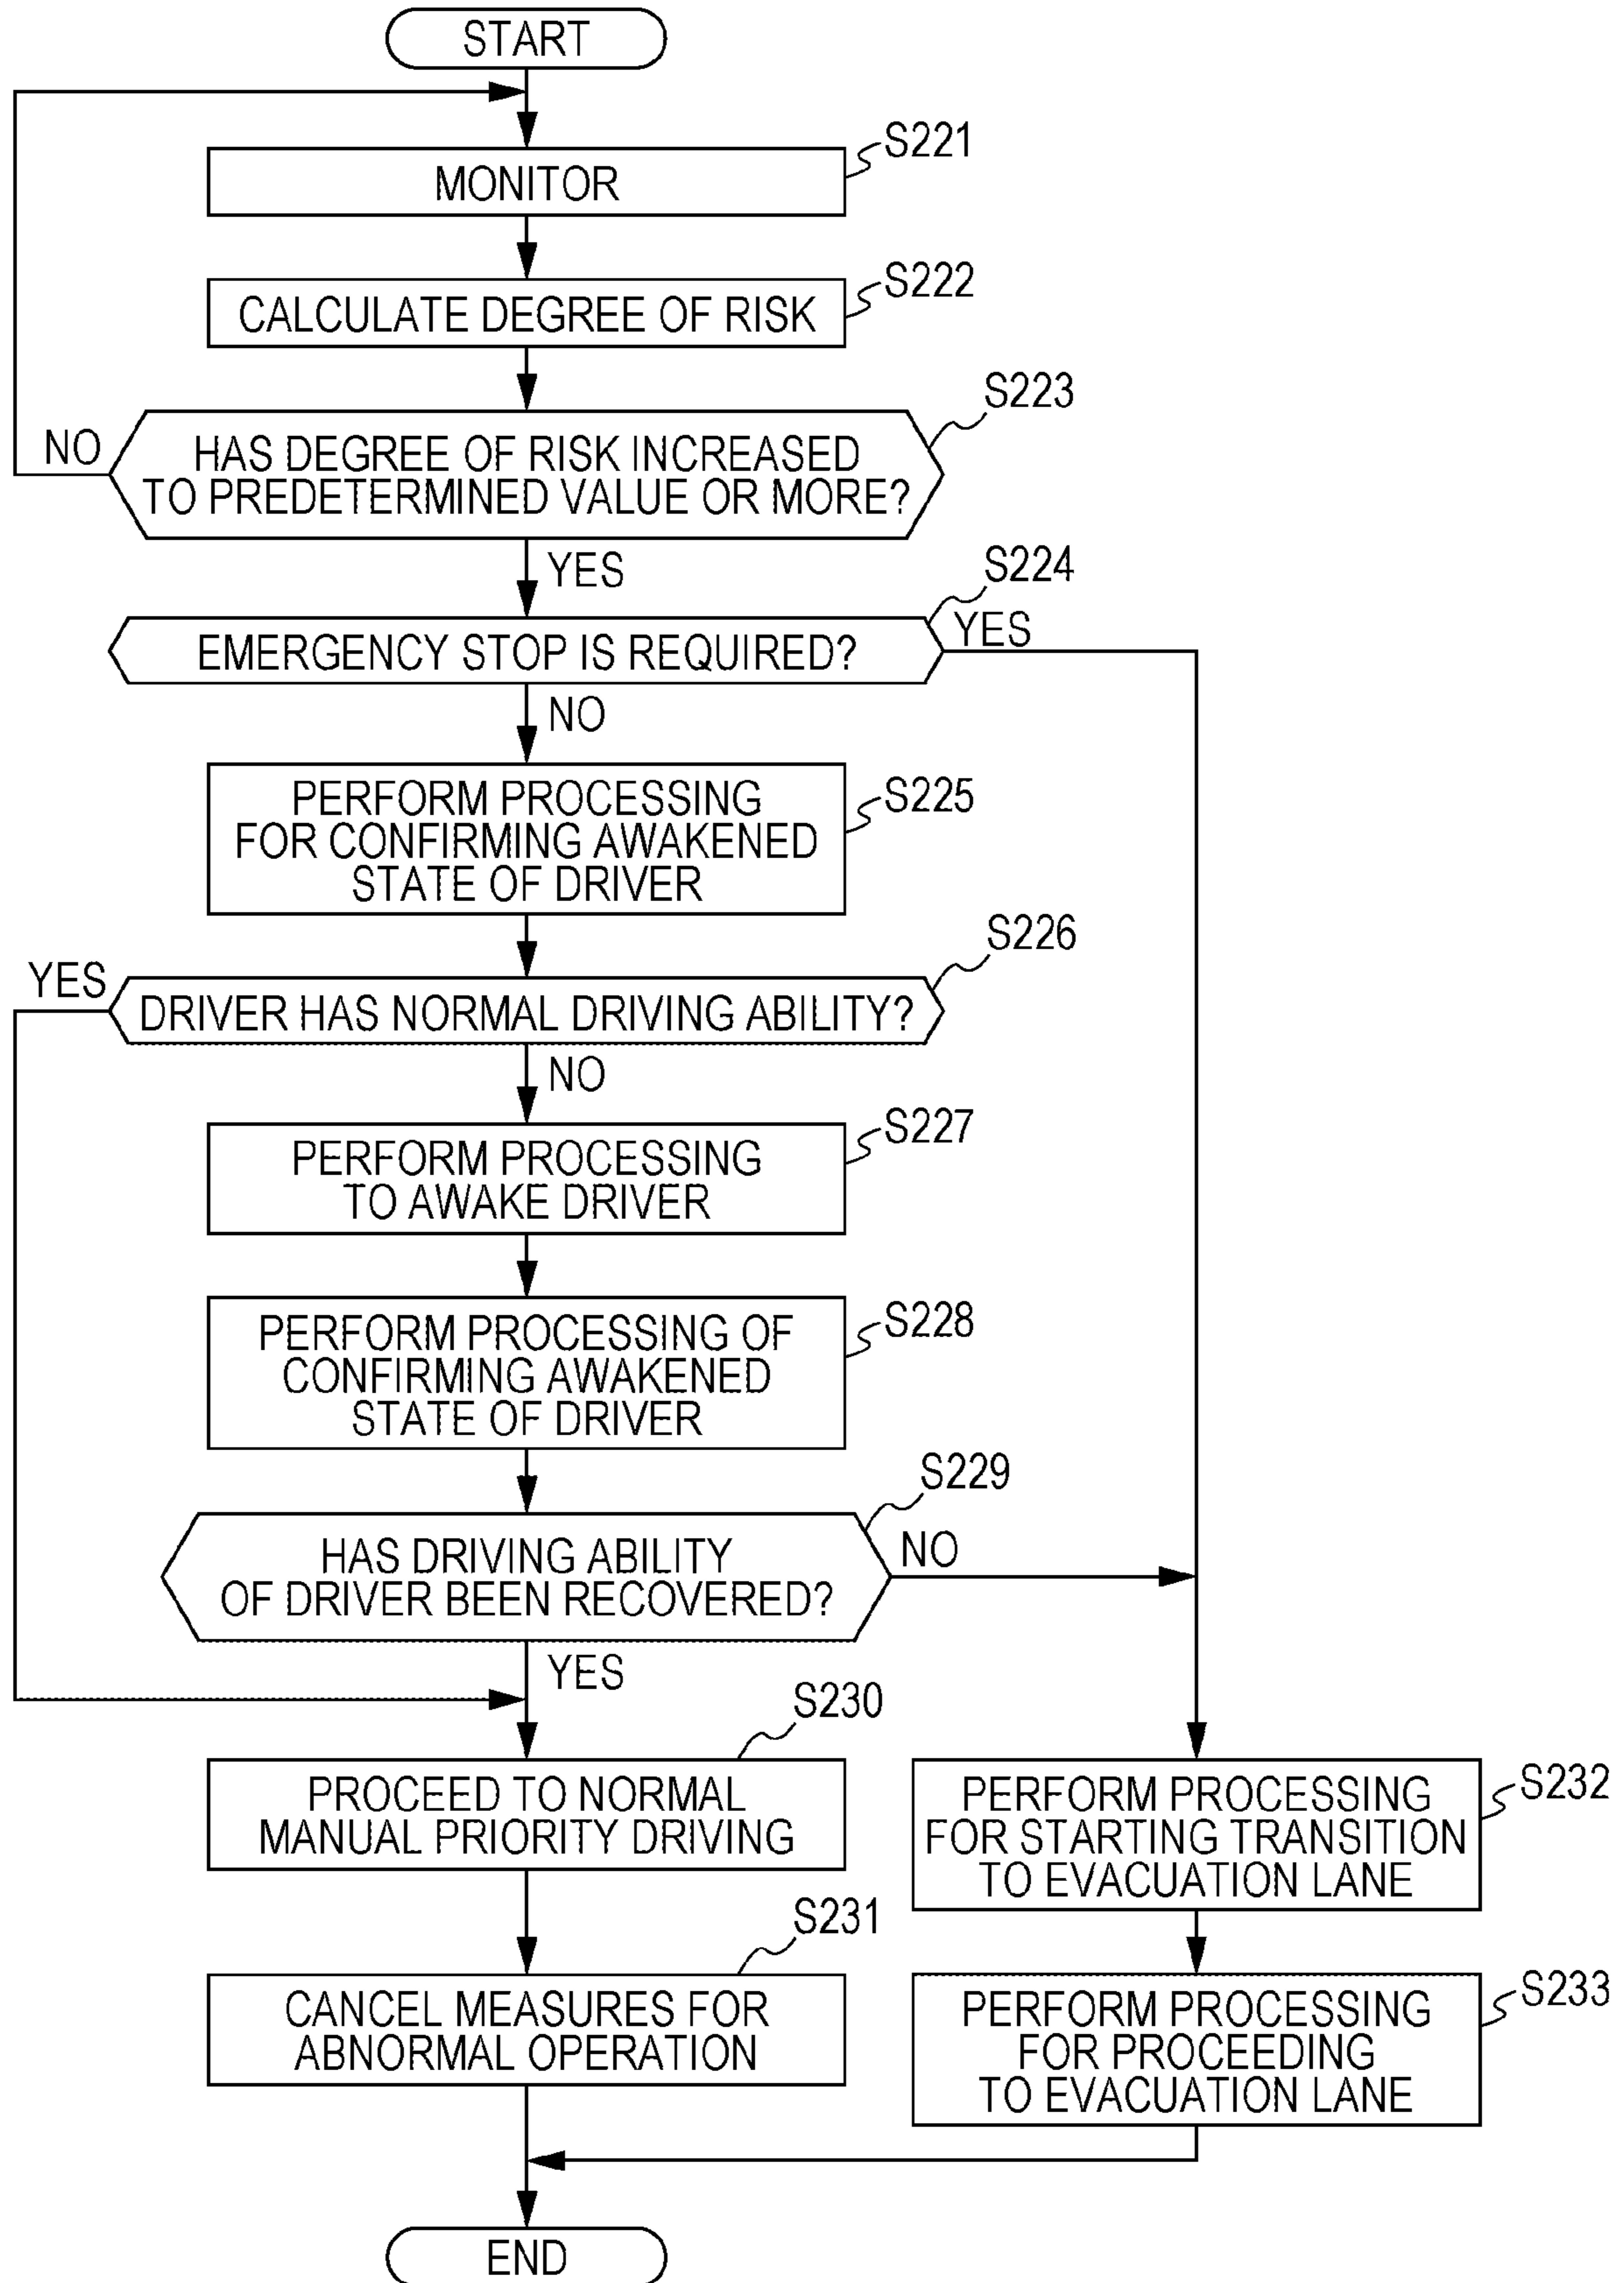 START
S221
MONITOR
S222
CALCULATE DEGREE OF RISK
S223
NO
HAS DEGREE OF RISK INCREASED
TO PREDETERMINED VALUE OR MORE?
YES
S224
EMERGENCY STOP IS REQUIRED?
YES
NO
PERFORM PROCESSING
FOR CONFIRMING AWAKENED
STATE OF DRIVER
S225
S226
YES
DRIVER HAS NORMAL DRIVING ABILITY?
NO
S227
PERFORM PROCESSING
TO AWAKE DRIVER
S228
PERFORM PROCESSING OF
CONFIRMING AWAKENED
STATE OF DRIVER
S229
HAS DRIVING ABILITY
OF DRIVER BEEN RECOVERED?
NO
YES
S230
PROCEED TO NORMAL
MANUAL PRIORITY DRIVING
S232
PERFORM PROCESSING
FOR STARTING TRANSITION
TO EVACUATION LANE
S231
CANCEL MEASURES FOR
ABNORMAL OPERATION
S233
PERFORM PROCESSING
FOR PROCEEDING
TO EVACUATION LANE
END